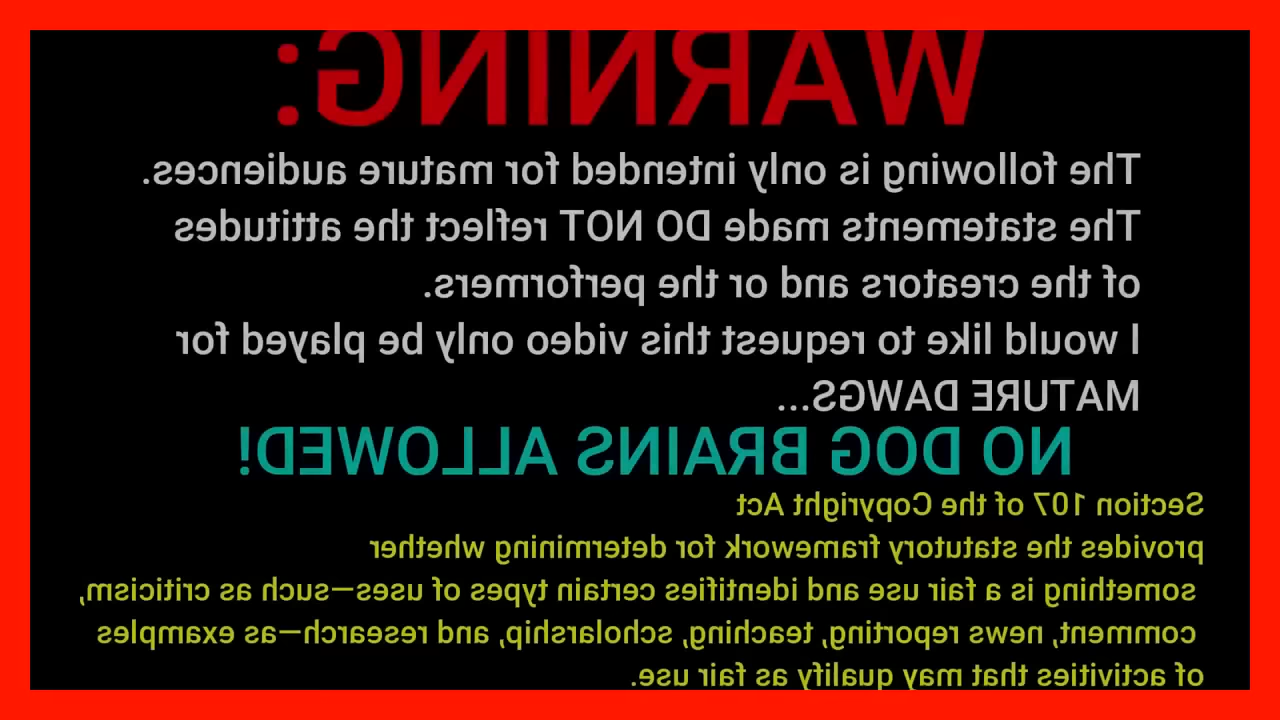 WARNING:
The following is only intended for mature audiences.
The statements made DO NOT reflect the attitudes
of the creators and or the performers.
I would like to request this video only be played for
MATURE DAWGS...
NO DOG BRAINS ALLOWED!
Section 107 of the Copyright Act
provides the statutory framework for determining whether
something is a fair use and identifies certain types of uses—such as criticism,
comment, news reporting, teaching, scholarship, and research—as examples
of activities that may qualify as fair use.